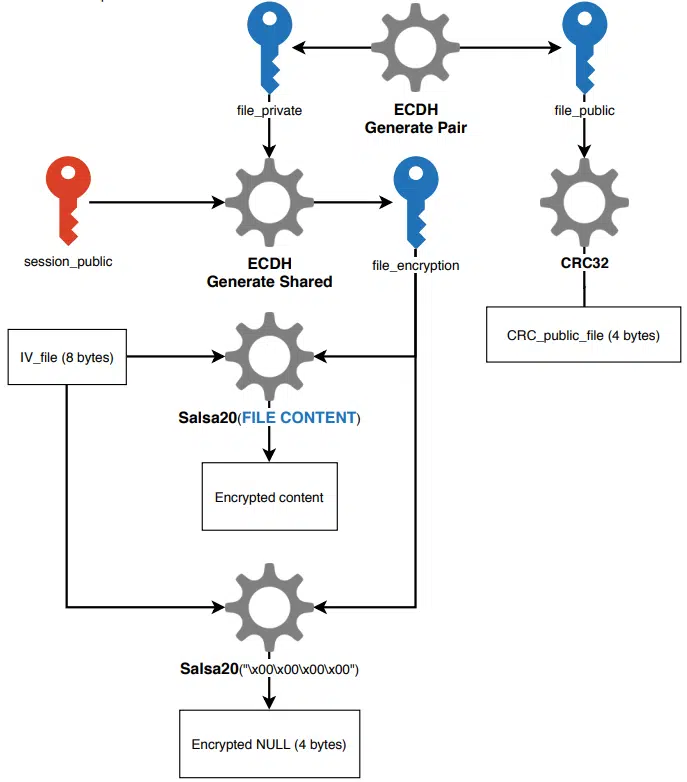 file_private
ECDH
Generate Pair
file_public
session_public
ECDH
Generate Shared
file_encryption
CRC32
IV_file (8 bytes)
CRC_public_file (4 bytes)
Salsa20(FILE CONTENT)
Encrypted content
Salsa20("\x00\x00\x00\x00")
Encrypted NULL (4 bytes)